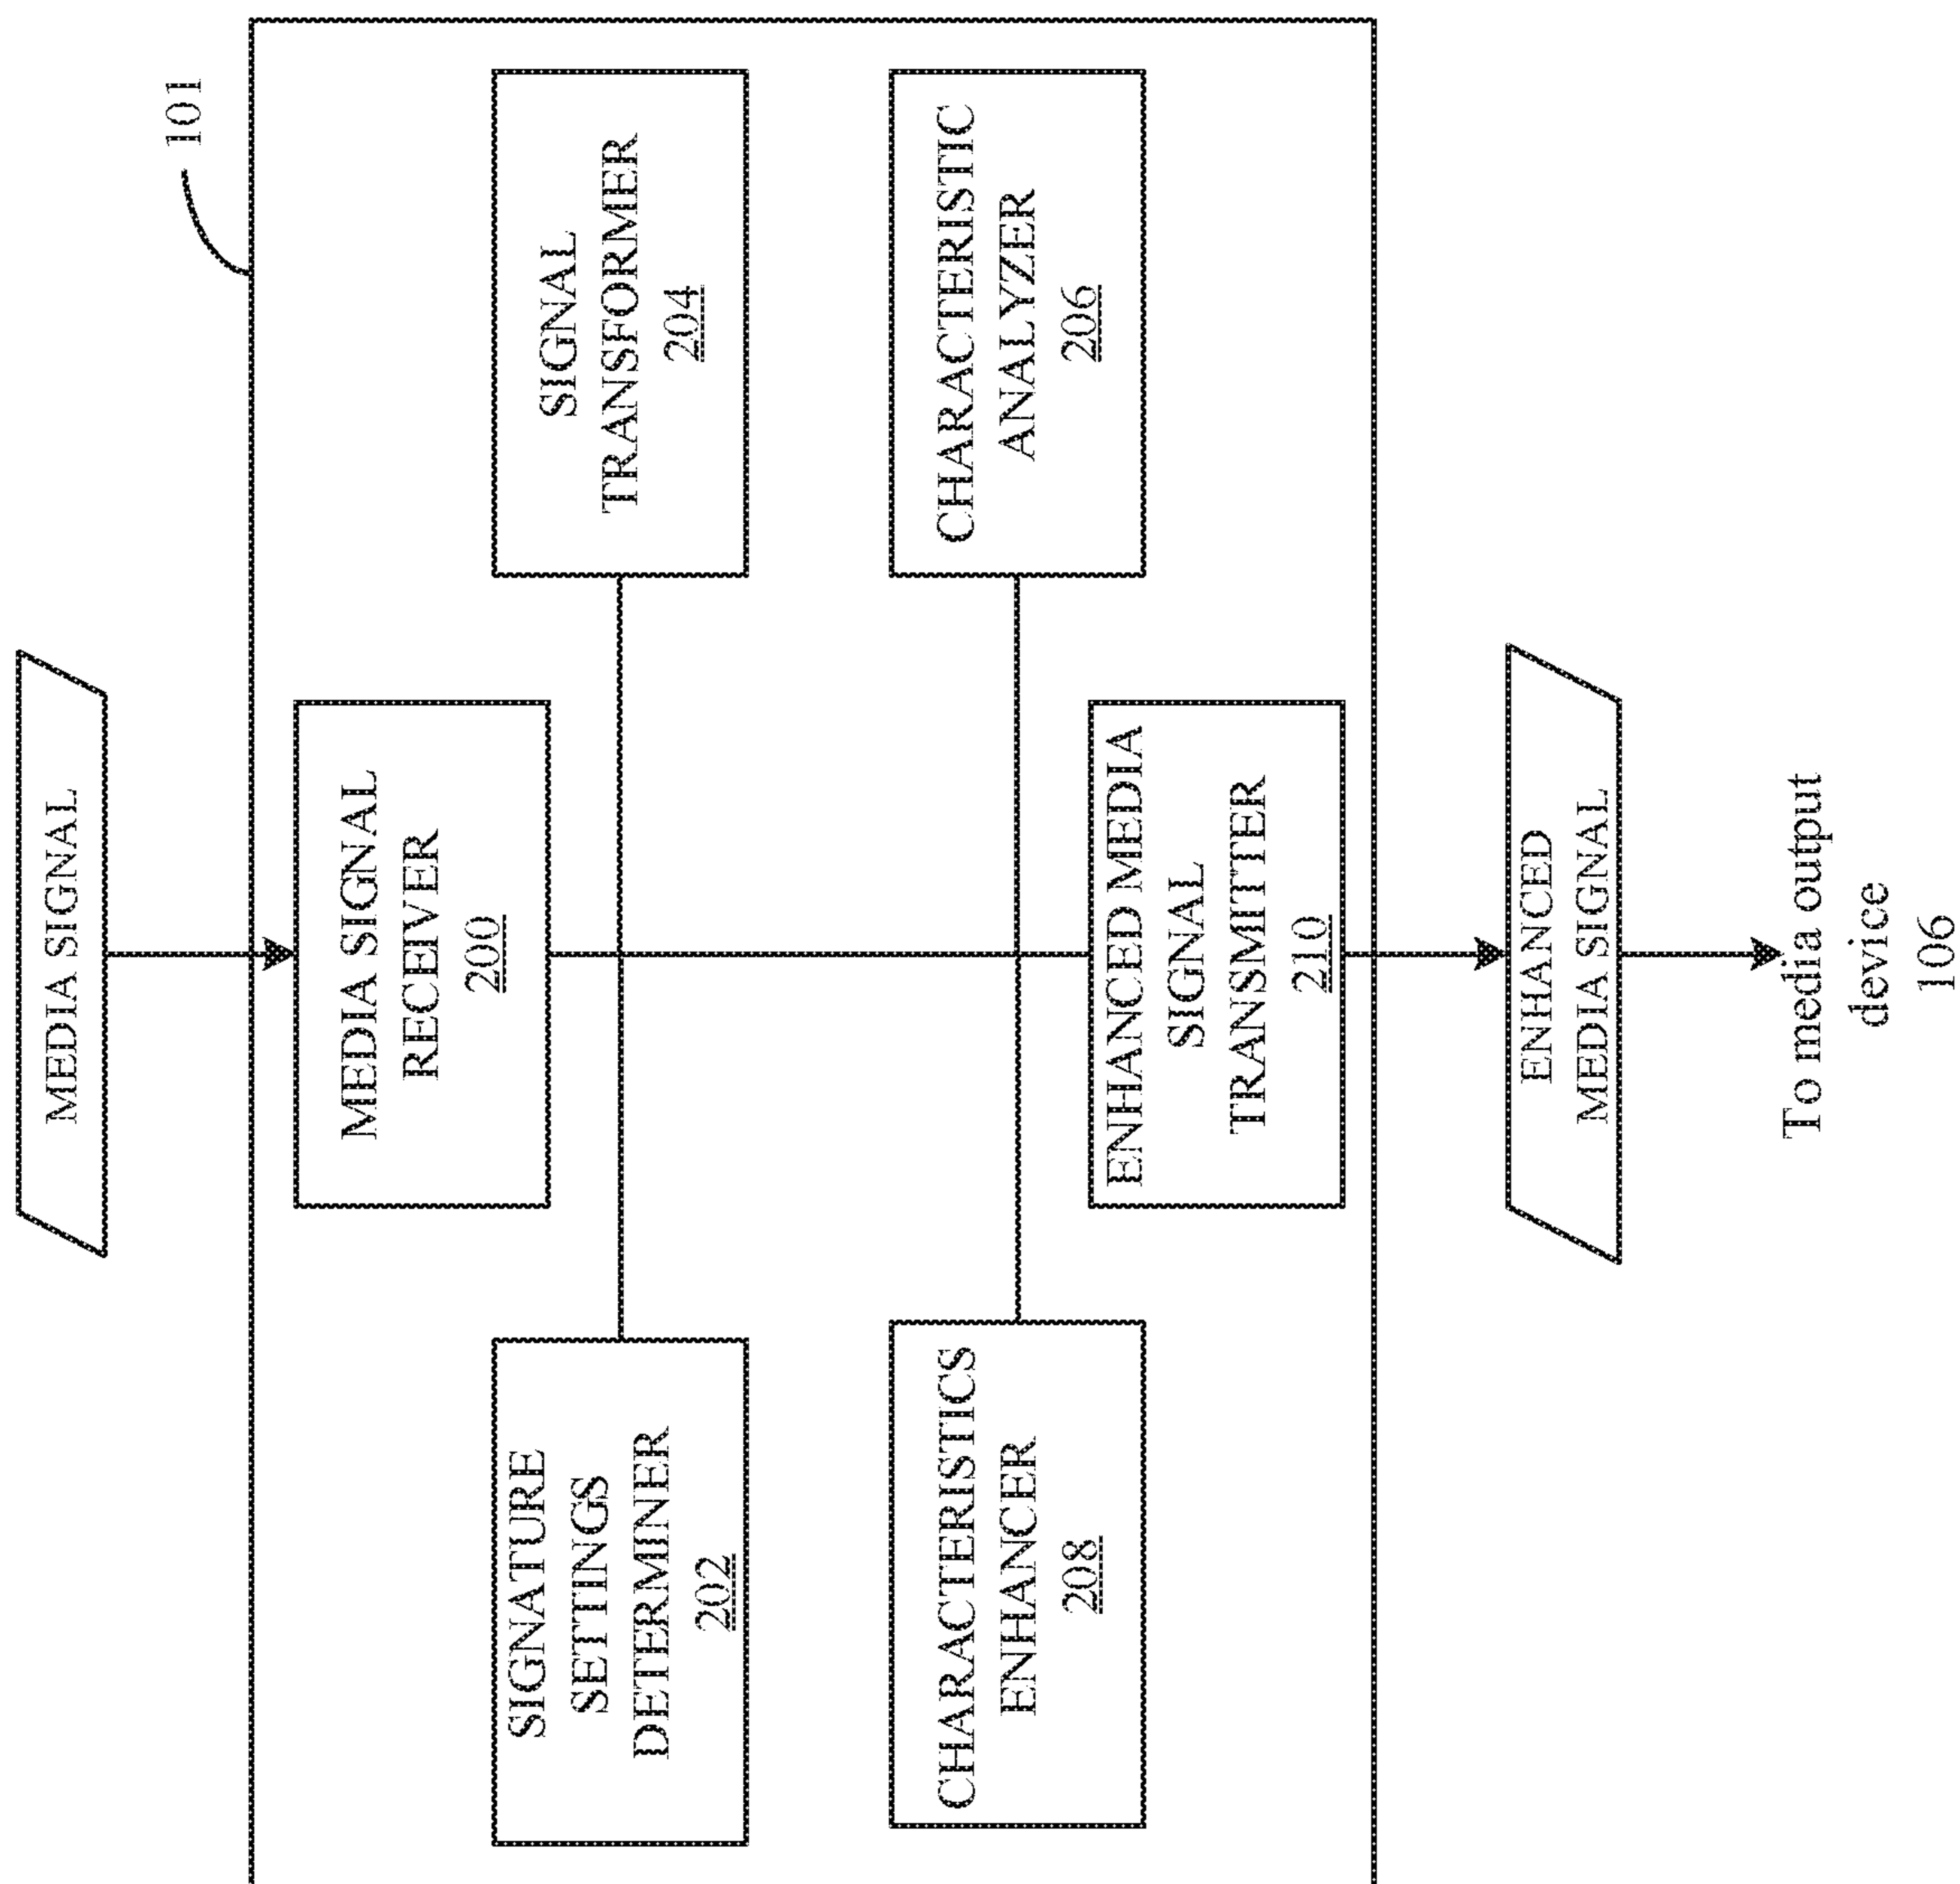 101
MEDIA SIGNAL
MEDIA SIGNAL
RECEIVER
200
SIGNATURE
SETTINGS
DETERMINER
202
SIGNAL
TRANSFORMER
204
CHARACTERISTICS
ENHANCER
208
CHARACTERISTIC
ANALYZER
206
ENHANCED MEDIA
SIGNAL
TRANSMITTER
210
ENHANCED
MEDIA SIGNAL
To media output
device
106